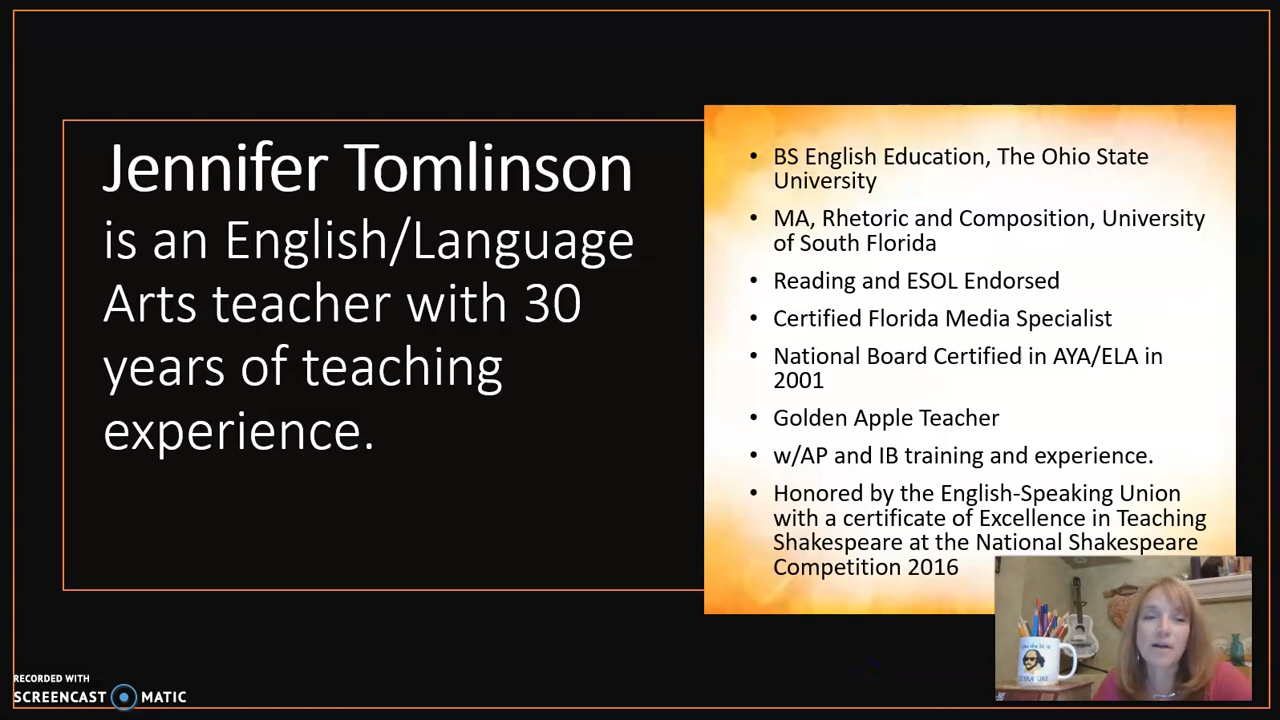 Jennifer Tomlinson
is an English/Language
Arts teacher with 30
years of teaching
experience.
• BS English Education, The Ohio State
University
• MA, Rhetoric and Composition, University
of South Florida
• Reading and ESOL Endorsed
• Certified Florida Media Specialist
• National Board Certified in AYA/ELA in
2001
• Golden Apple Teacher
• w/AP and IB training and experience.
• Honored by the English-Speaking Union
with a certificate of Excellence in Teaching
Shakespeare at the National Shakespeare
Competition 2016
RECORDED WITH
SCREENCAST MATIC